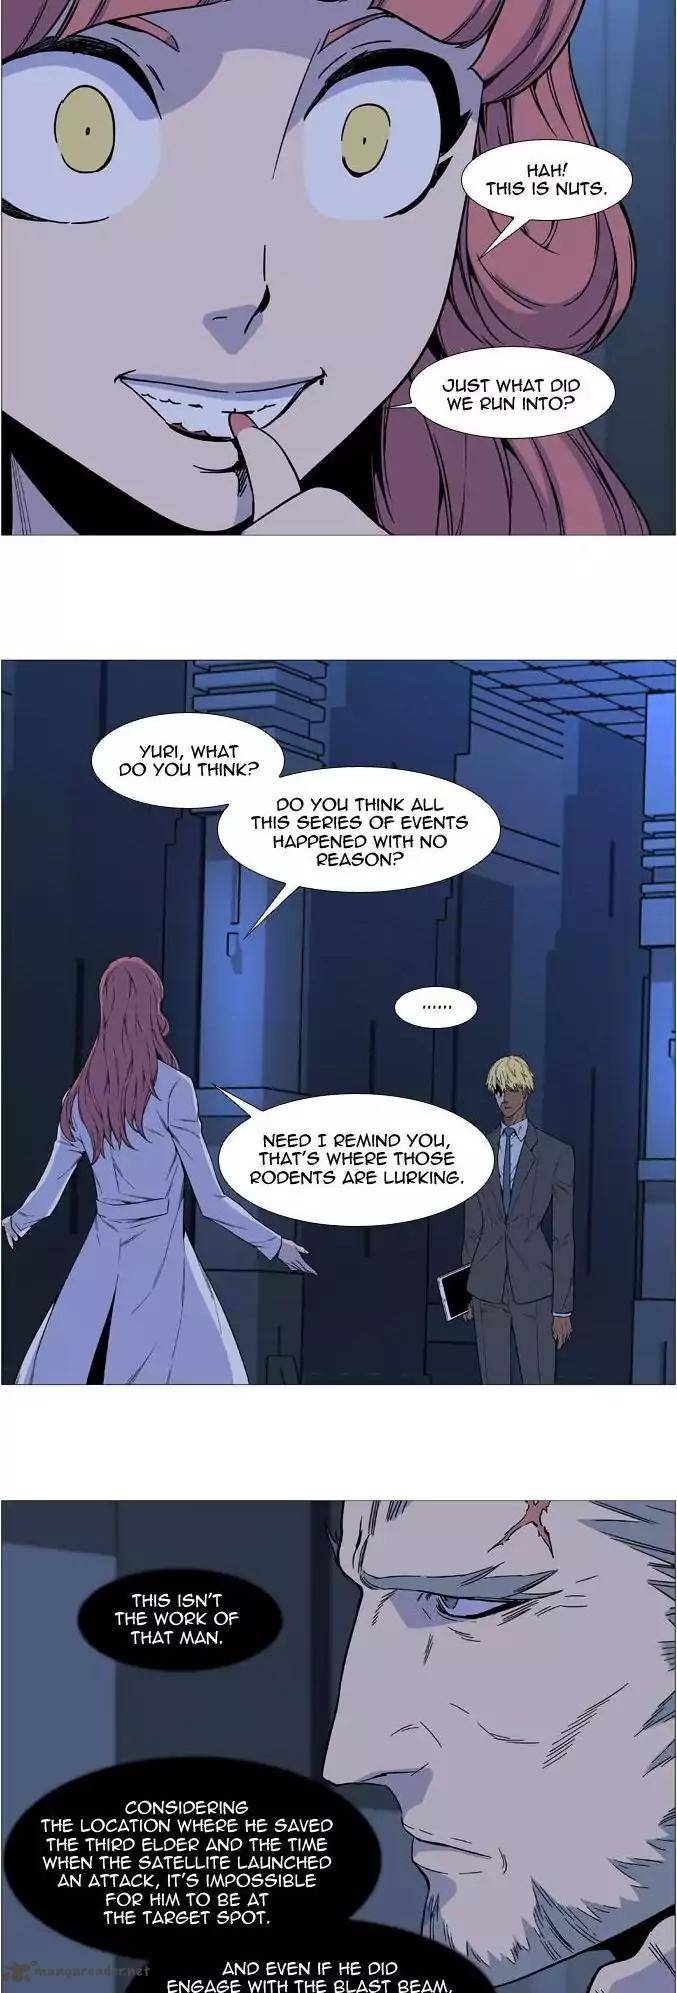 HAH!
THIS IS NUTS.
JUST WHAT DID
WE RUN INTO?
YURI, WHAT
DO YOU THINK?
DO YOU THINK ALL
THIS SERIES OF EVENTS
HAPPENED WITH NO
REASON?
......
NEED I REMIND YOU,
THAT'S WHERE THOSE
RODENTS ARE LURKING.
THIS ISN'T
THE WORK OF
THAT MAN.
CONSIDERING
THE LOCATION WHERE HE SAVED
THE THIRD ELDER AND THE TIME
WHEN THE SATELLITE LAUNCHED
AN ATTACK, IT'S IMPOSSIBLE
FOR HIM TO BE AT
THE TARGET SPOT.
AND EVEN IF HE DID
ENGAGE WITH THE BLAST BEAM,
mangareader.net